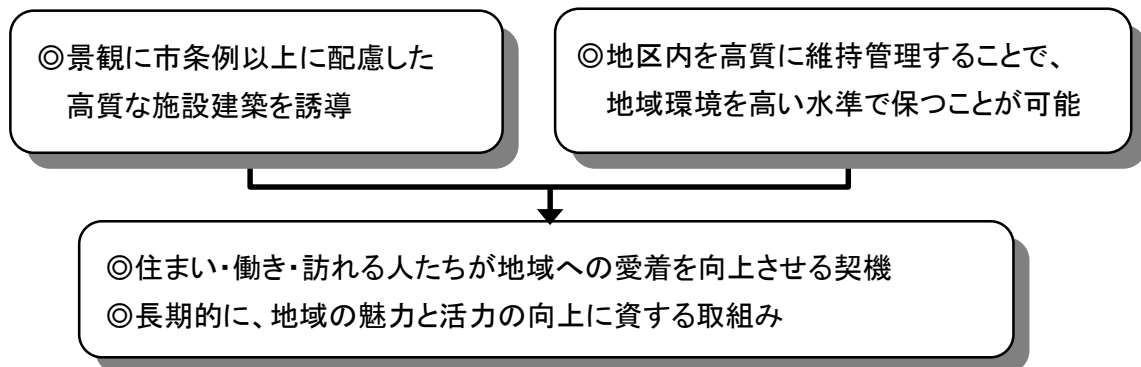 ◎景観に市条例以上に配慮した
高質な施設建築を誘導
◎地区内を高質に維持管理することで、
地域環境を高い水準で保つことが可能
◎住まい・働き・訪れる人たちが地域への愛着を向上させる契機
◎長期的に、地域の魅力と活力の向上に資する取組み